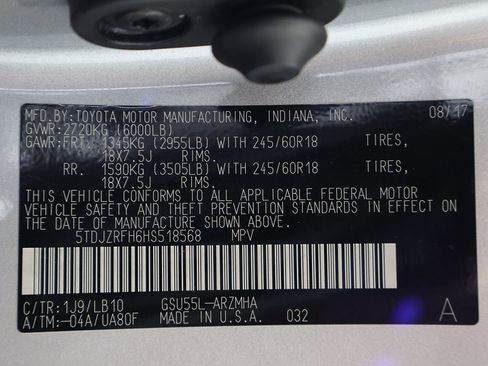 MFD.BY:TOYOTA MOTOR MANUFACTURING, INDIANA, INC. 08/17
GVWR:2720KG (6000LB)
GAWR:FRT. 1345KG (2955LB) WITH 245/60R18 TIRES,
18X7.5J RIMS.
RR. 1590KG (3505LB) WITH 245/60R18 TIRES,
18X7.5J RIMS.
THIS VEHICLE CONFORMS TO ALL APPLICABLE FEDERAL MOTOR
VEHICLE SAFETY AND THEFT PREVENTION STANDARDS IN EFFECT
ON THE DATE OF MANUFACTURE SHOWN ABOVE.
5TDJZRFH6HS518568 MPV
C/TR:1J9/LB10 GSU55L-ARZMHA
A/TM:-04A/UA80F MADE IN U.S.A. 032 A